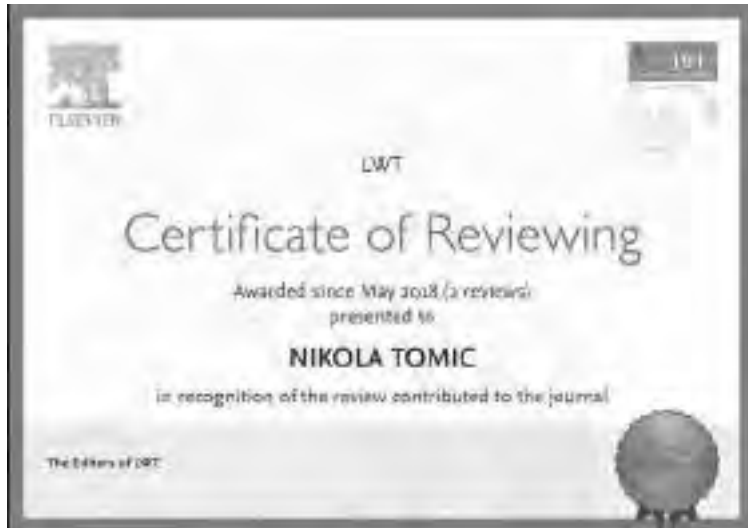 ELSEVIER
LWT
Certificate of Reviewing
Awarded since May 2018 (2 reviews)
presented to
NIKOLA TOMIC
in recognition of the review contributed to the journal
The Editors of LWT